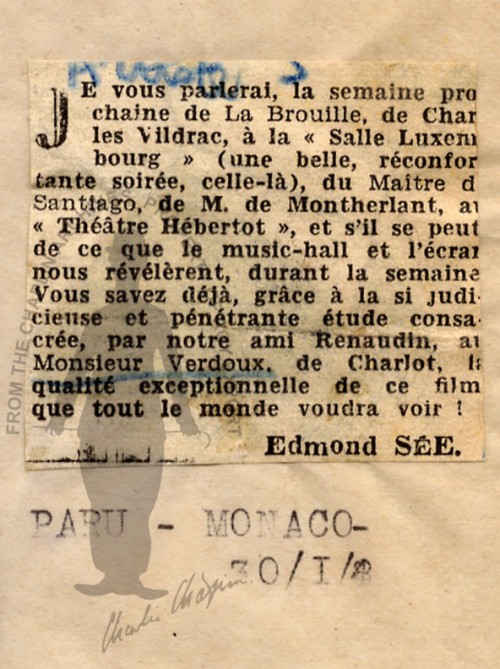 JE vous parlerai, la semaine pro
chaine de La Brouille, de Char
les Vildrac, à la « Salle Luxem
bourg » (une belle, réconfor
tante soirée, celle-là), du Maître d
Santiago, de M. de Montherlant, au
« Théâtre Hébertot », et s'il se peut
de ce que le music-hall et l'écran
nous révélèrent, durant la semaine
Vous savez déjà, grâce à la si judi-
cieuse et pénétrante étude consa-
crée, par notre ami Renaudin, au
Monsieur Verdoux, de Charlot, la
qualité exceptionnelle de ce film
que tout le monde voudra voir !
Edmond SÉE.
PARU - MONACO-
30/I/8
FROM THE
Charlie Chaplin